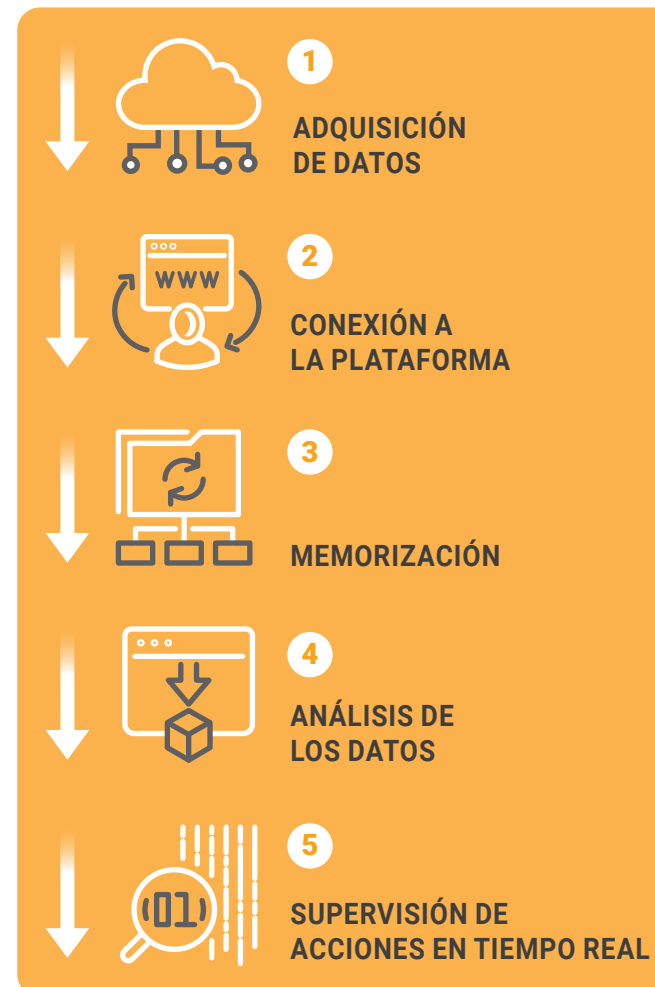 1
ADQUISICIÓN
DE DATOS
2
WWW
CONEXIÓN A
LA PLATAFORMA
3
MEMORIZACIÓN
4
ANÁLISIS DE
LOS DATOS
5
01
SUPERVISIÓN DE
ACCIONES EN TIEMPO REAL